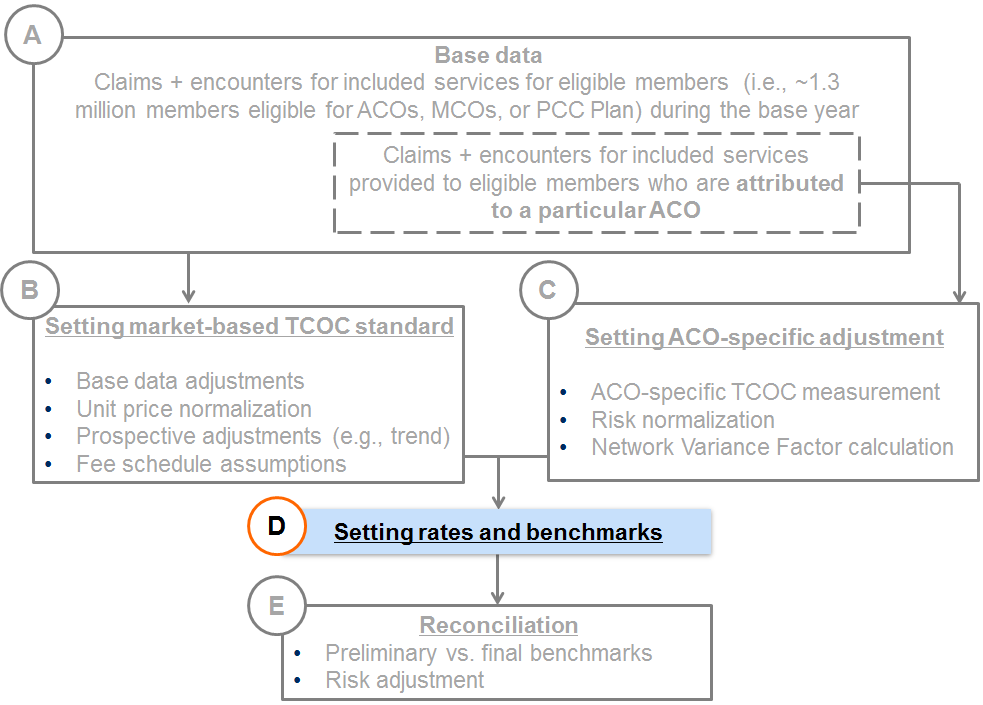 A
Base data
Claims + encounters for included services for eligible members (i.e., ~1.3
million members eligible for ACOs, MCOs, or PCC Plan) during the base year
Claims + encounters for included services
provided to eligible members who are attributed
to a particular ACO
B
Setting market-based TCOC standard
• Base data adjustments
• Unit price normalization
• Prospective adjustments (e.g., trend)
• Fee schedule assumptions
C
Setting ACO-specific adjustment
• ACO-specific TCOC measurement
• Risk normalization
• Network Variance Factor calculation
D
Setting rates and benchmarks
E
Reconciliation
• Preliminary vs. final benchmarks
• Risk adjustment